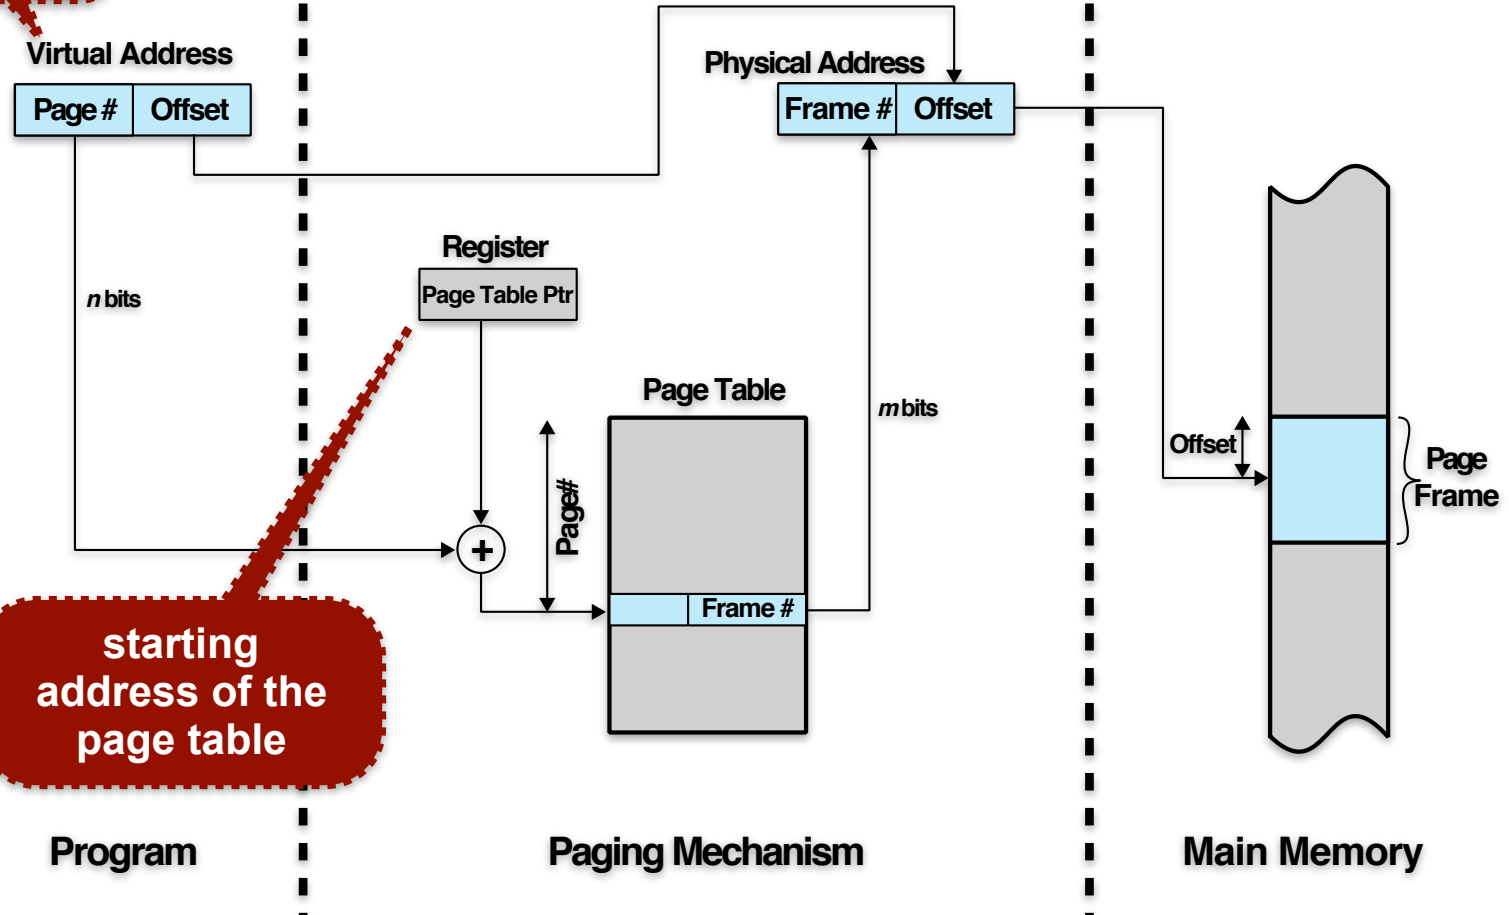 Virtual Address
Page # Offset
Physical Address
Frame # Offset
n bits
Register
Page Table Ptr
Page Table
m bits
Page#
Frame #
Offset
Page
Frame
starting
address of the
page table
Program
Paging Mechanism
Main Memory
+